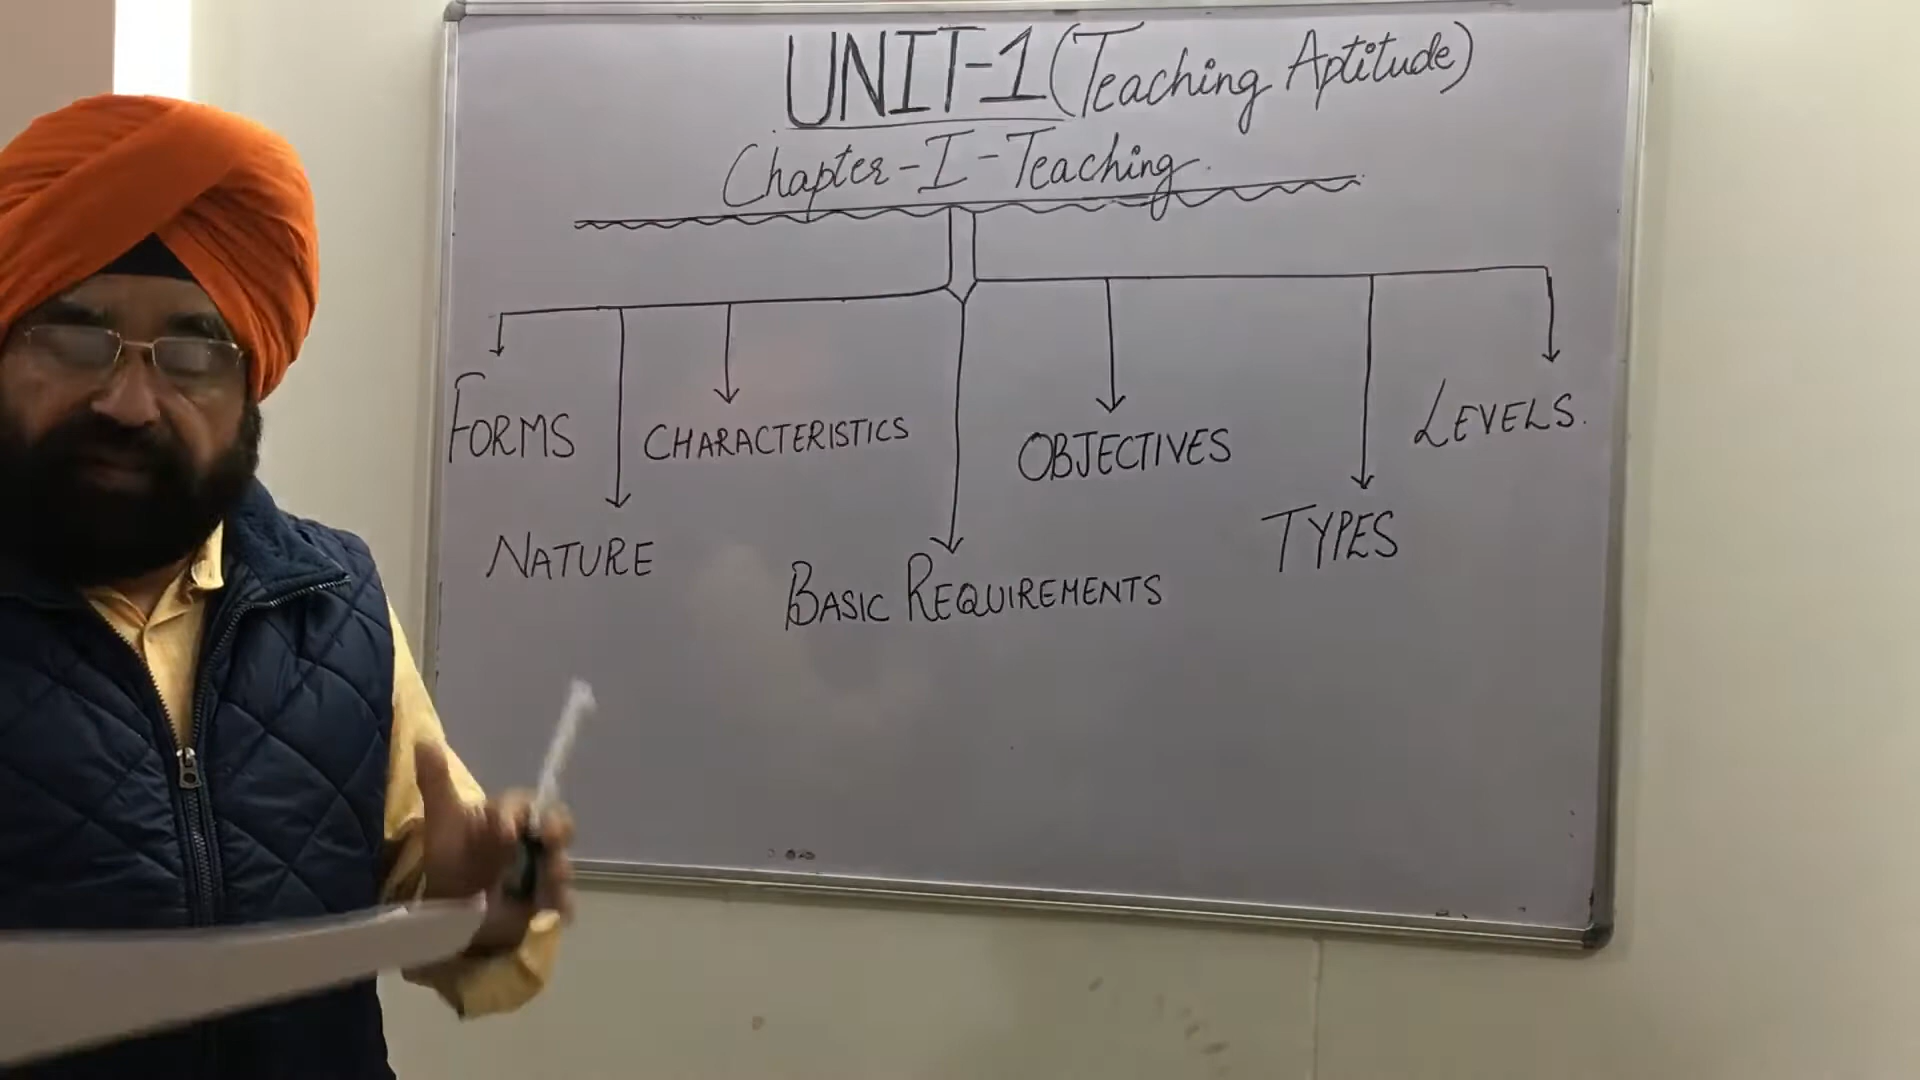 UNIT-1 (Teaching Aptitude)
Chapter-I-Teaching.
FORMS
NATURE
CHARACTERISTICS
BASIC REQUIREMENTS
OBJECTIVES
TYPES
LEVELS.